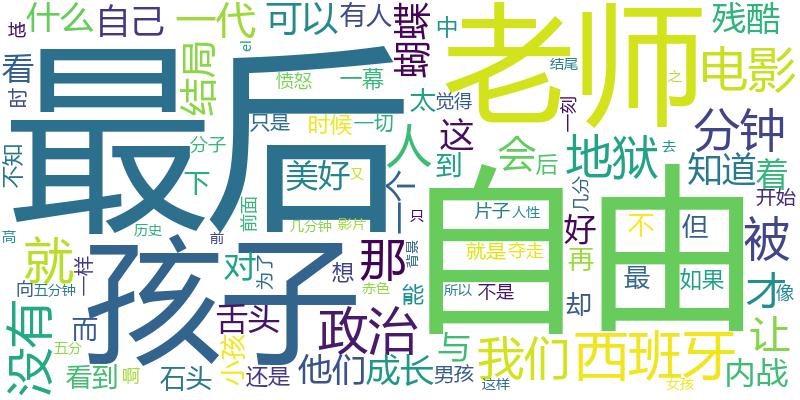 什么
自己
一代
可以
有人
蝴蝶
中
残酷
地
时
看
结局
el
愤怒
一幕
太
觉得
结尾
之
电影
最后
老师
只是
时候
一切
这
一刻
分钟
不知
分子
人
到
会
后
地狱
去
知道
着
下
美好
又
一个
自由
孩子
高
历史
前
前面
几分钟
影片
只
片子
人性
几分
开始
就
对
为了
想
那
背景
就是
夺走
好
不
但
被
向
五分钟
一样
赤色
能
所以
不是
再
却
最
如果
才
像
没有
而
舌头
政治
与
我们
西班牙
让
五分
看到
啊
石头
小孩
还是
他们
成长
男孩
这样
女孩
内战